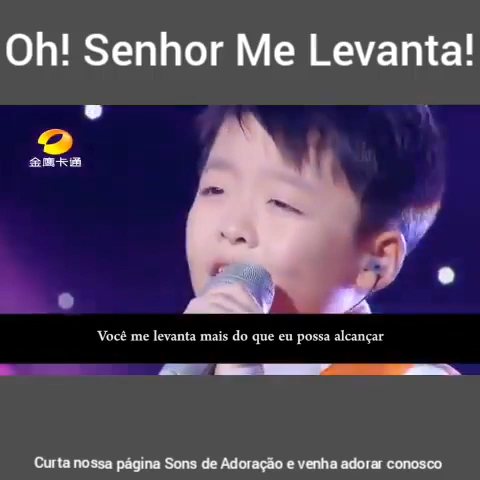 Oh! Senhor Me Levanta!
金鹰卡通
Você me levanta mais do que eu possa alcançar
Curta nossa página Sons de Adoração e venha adorar conosco